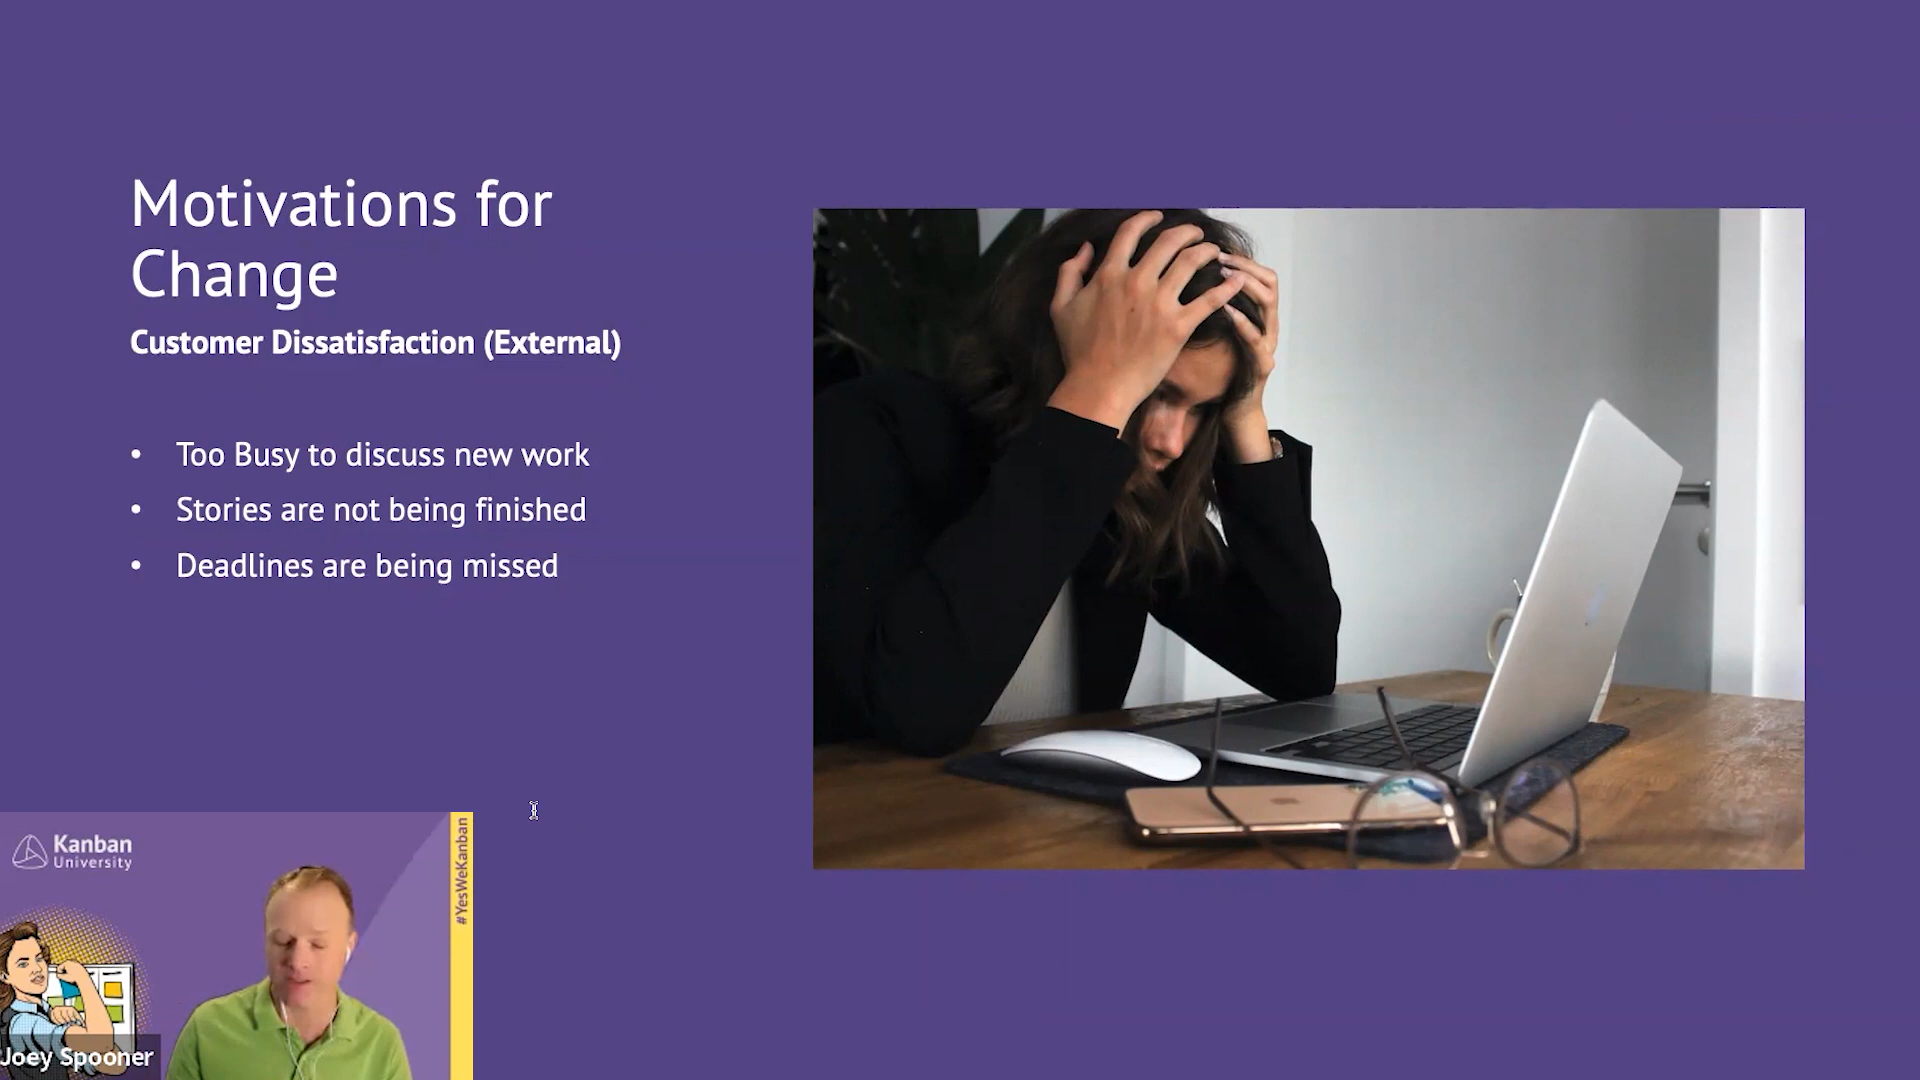 Motivations for
Change
Customer Dissatisfaction (External)
• Too Busy to discuss new work
• Stories are not being finished
• Deadlines are being missed
Kanban
University
#YesWeKanban
Joey Spooner